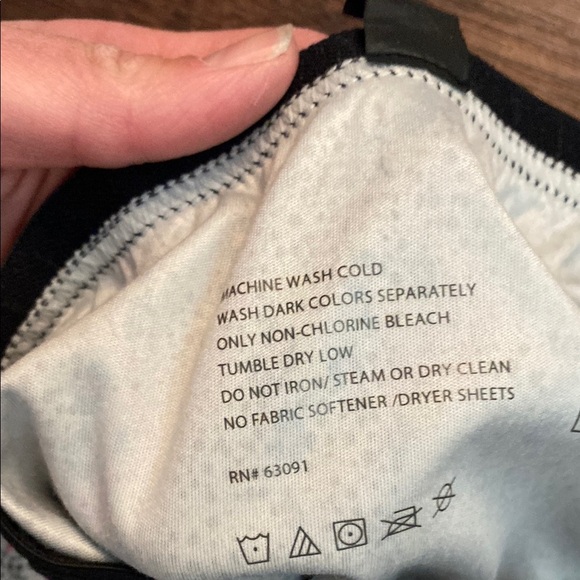 MACHINE WASH COLD
WASH DARK COLORS SEPARATELY
ONLY NON-CHLORINE BLEACH
TUMBLE DRY LOW
DO NOT IRON/ STEAM OR DRY CLEAN
NO FABRIC SOFTENER /DRYER SHEETS
RN# 63091